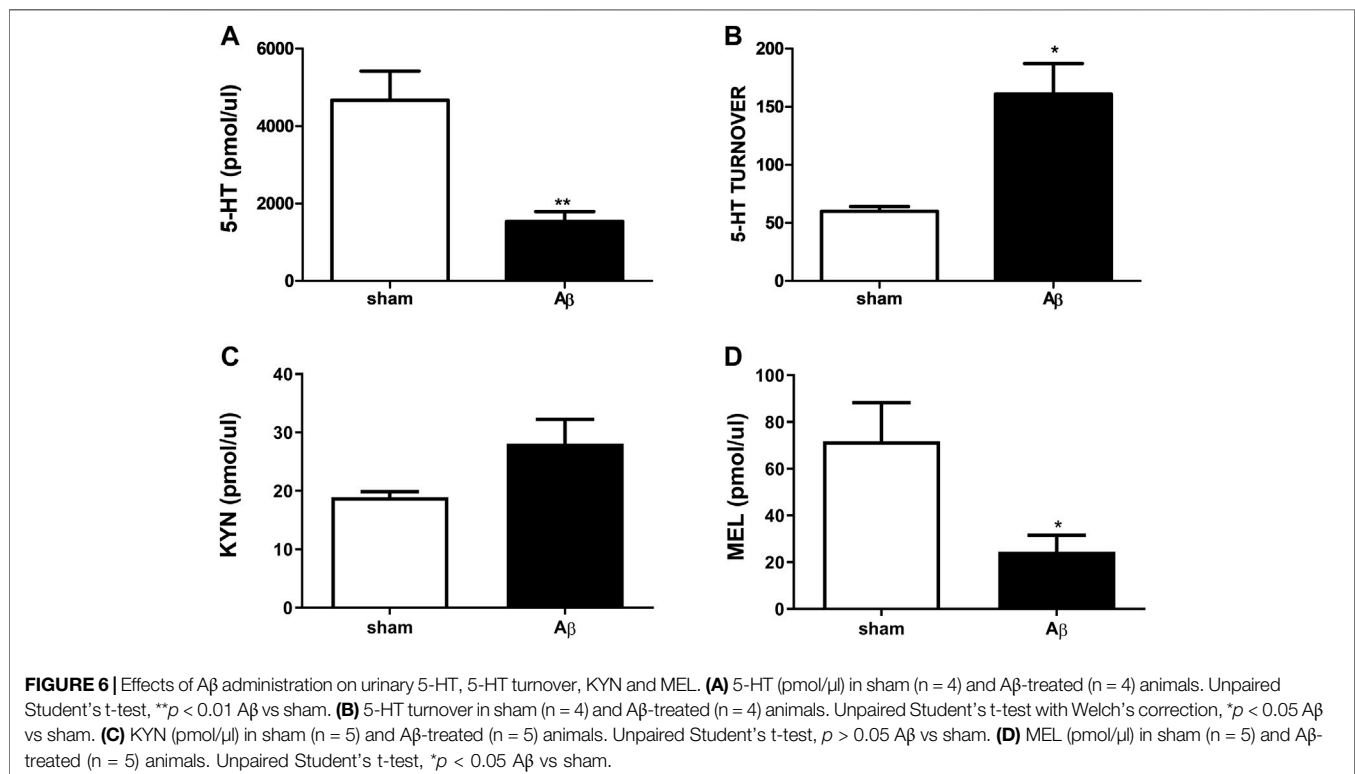 A
6000
4000
2000
0
5-HT (pmol/ul)
**
sham
Aβ
B
200
150
100
50
0
5-HT TURNOVER
*
sham
Aβ
C
40
30
20
10
0
KYN (pmol/ul)
sham
Aβ
D
100
80
60
40
20
0
MEL (pmol/ul)
*
sham
Aβ
FIGURE 6 | Effects of Aβ administration on urinary 5-HT, 5-HT turnover, KYN and MEL. (A) 5-HT (pmol/μl) in sham (n = 4) and Aβ-treated (n = 4) animals. Unpaired
Student’s t-test, **p < 0.01 Aβ vs sham. (B) 5-HT turnover in sham (n = 4) and Aβ-treated (n = 4) animals. Unpaired Student’s t-test with Welch’s correction, *p < 0.05 Aβ
vs sham. (C) KYN (pmol/μl) in sham (n = 5) and Aβ-treated (n = 5) animals. Unpaired Student’s t-test, p > 0.05 Aβ vs sham. (D) MEL (pmol/μl) in sham (n = 5) and Aβ-
treated (n = 5) animals. Unpaired Student’s t-test, *p < 0.05 Aβ vs sham.